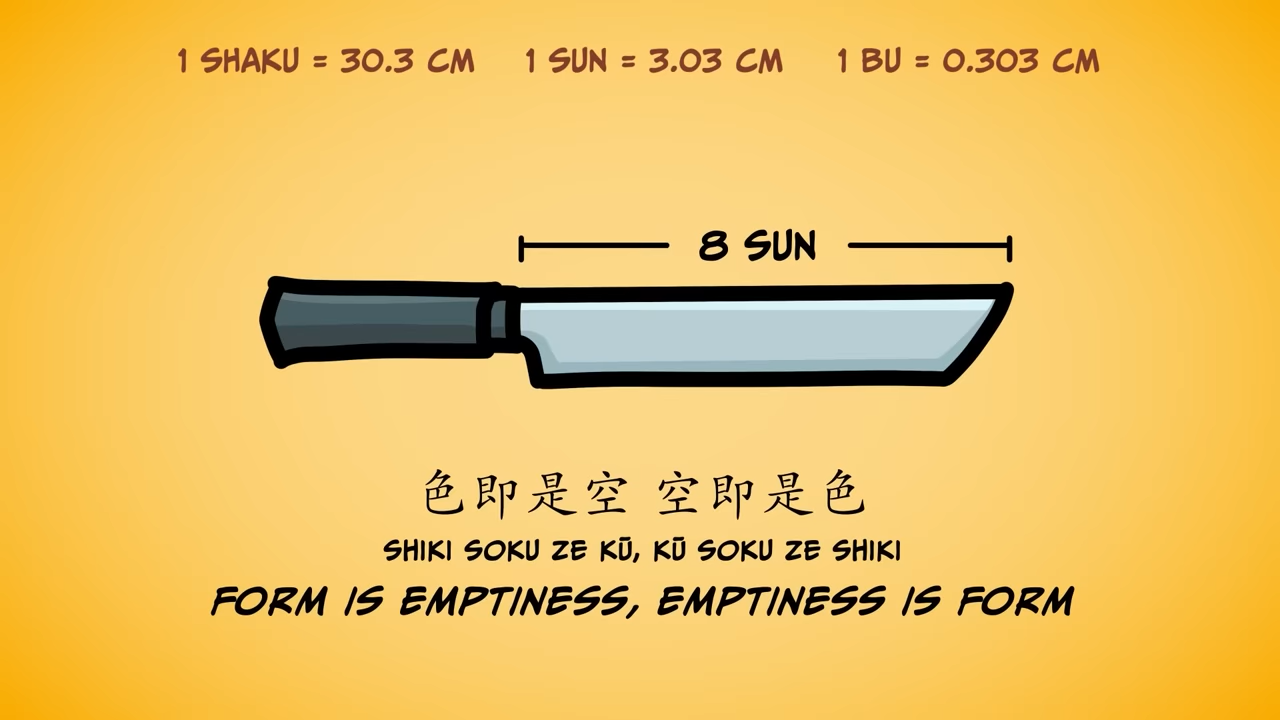 1 SHAKU = 30.3 CM 1 SUN = 3.03 CM 1 BU = 0.303 CM
8 SUN
色即是空 空即是色
SHIKI SOKU ZE KŪ, KŪ SOKU ZE SHIKI
FORM IS EMPTINESS, EMPTINESS IS FORM